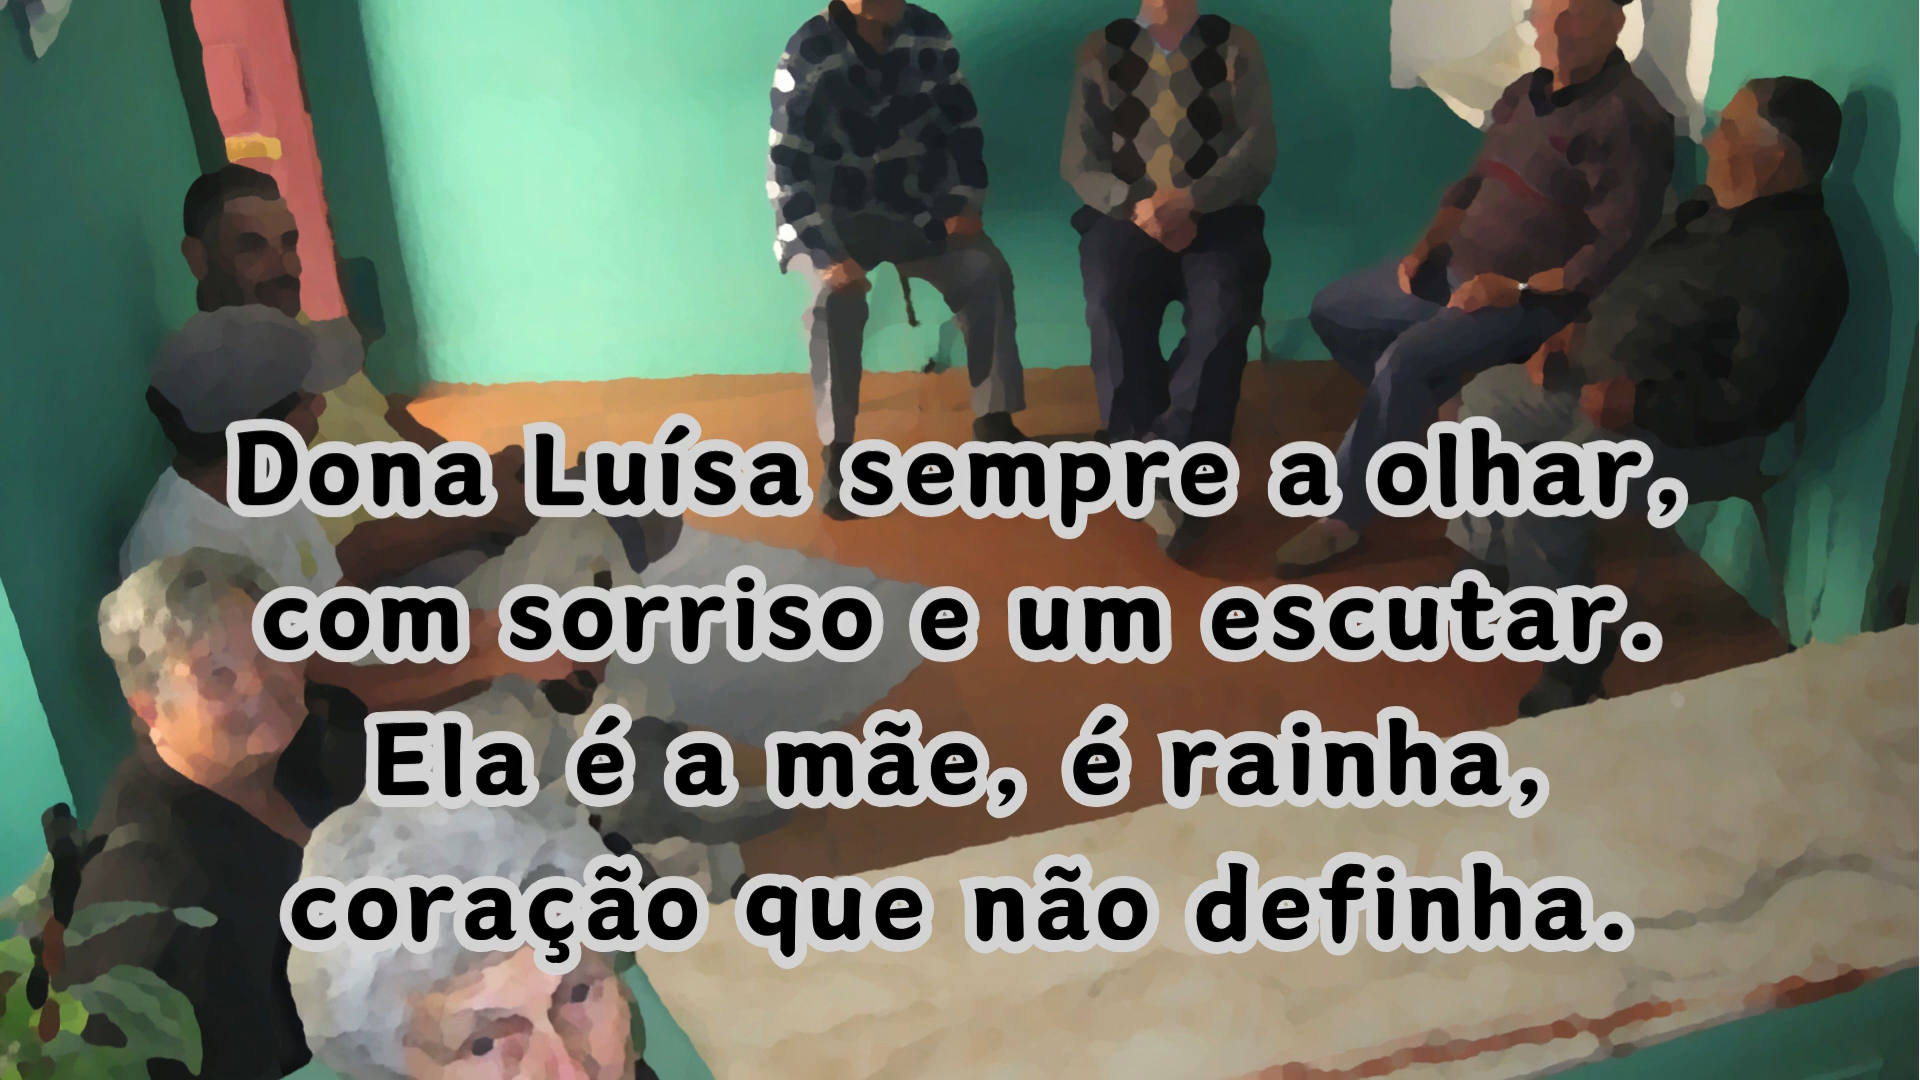 Dona Luísa sempre a olhar,
com sorriso e um escutar.
Ela é a mãe, é rainha,
coração que não definha.